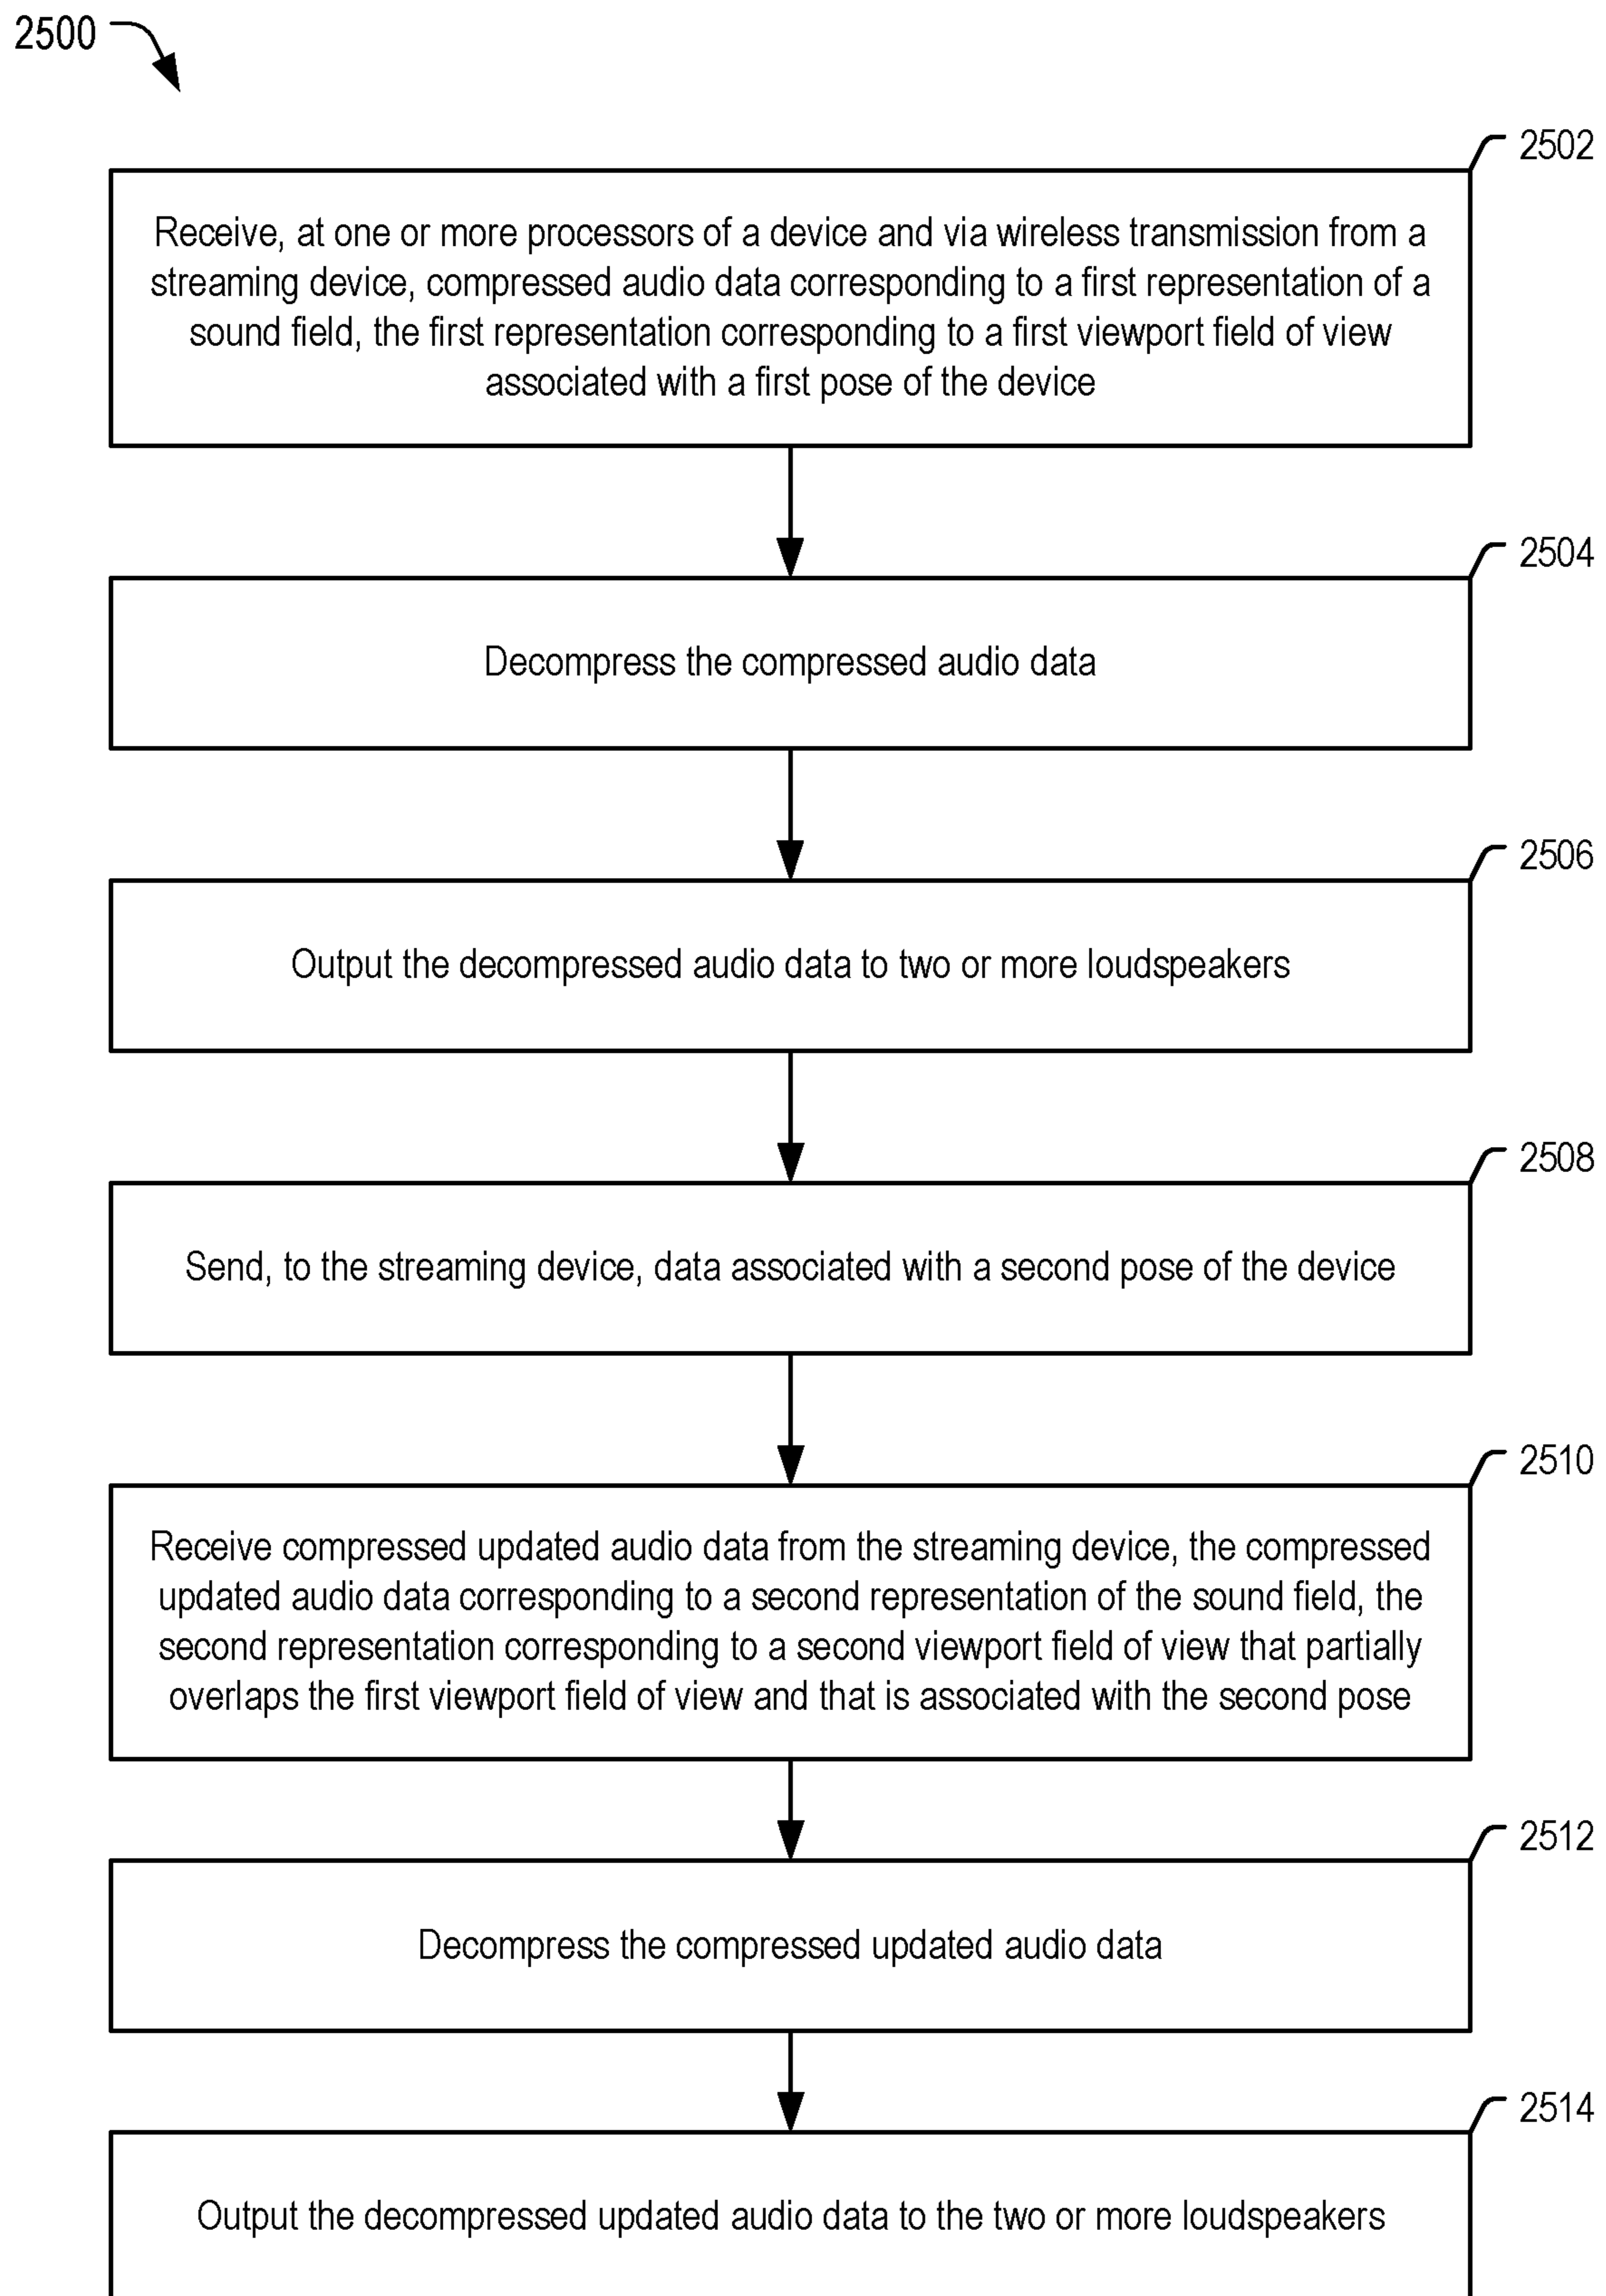 2500
2502
Receive, at one or more processors of a device and via wireless transmission from a
streaming device, compressed audio data corresponding to a first representation of a
sound field, the first representation corresponding to a first viewport field of view
associated with a first pose of the device
2504
Decompress the compressed audio data
2506
Output the decompressed audio data to two or more loudspeakers
2508
Send, to the streaming device, data associated with a second pose of the device
2510
Receive compressed updated audio data from the streaming device, the compressed
updated audio data corresponding to a second representation of the sound field, the
second representation corresponding to a second viewport field of view that partially
overlaps the first viewport field of view and that is associated with the second pose
2512
Decompress the compressed updated audio data
2514
Output the decompressed updated audio data to the two or more loudspeakers